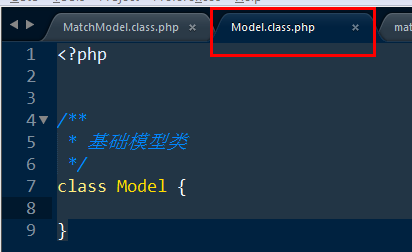 MatchModel.class.php ×
Model.class.php ×
1 <?php
2
3
4 /**
5 * 基础模型类
6 */
7 class Model {
8
9 }